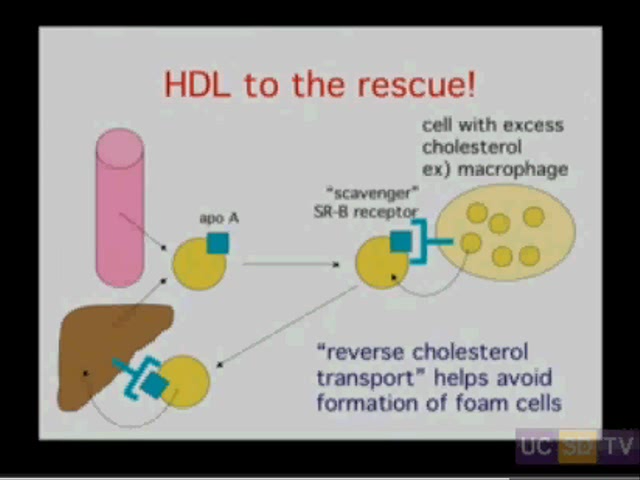 HDL to the rescue!
cell with excess
cholesterol
ex) macrophage
"scavenger"
SR-B receptor
apo A
"reverse cholesterol
transport" helps avoid
formation of foam cells
UC SD TV